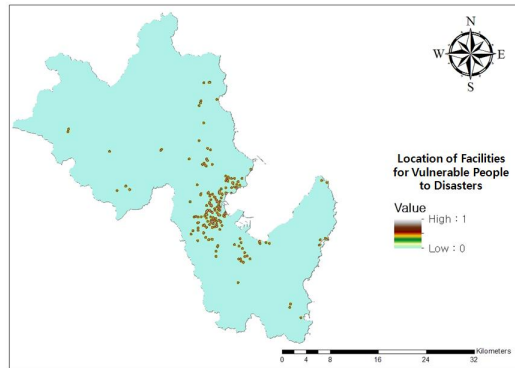 N
W E
S
Location of Facilities
for Vulnerable People
to Disasters
Value
High : 1
Low : 0
Kilometers
0 2 4 8 16 24 32